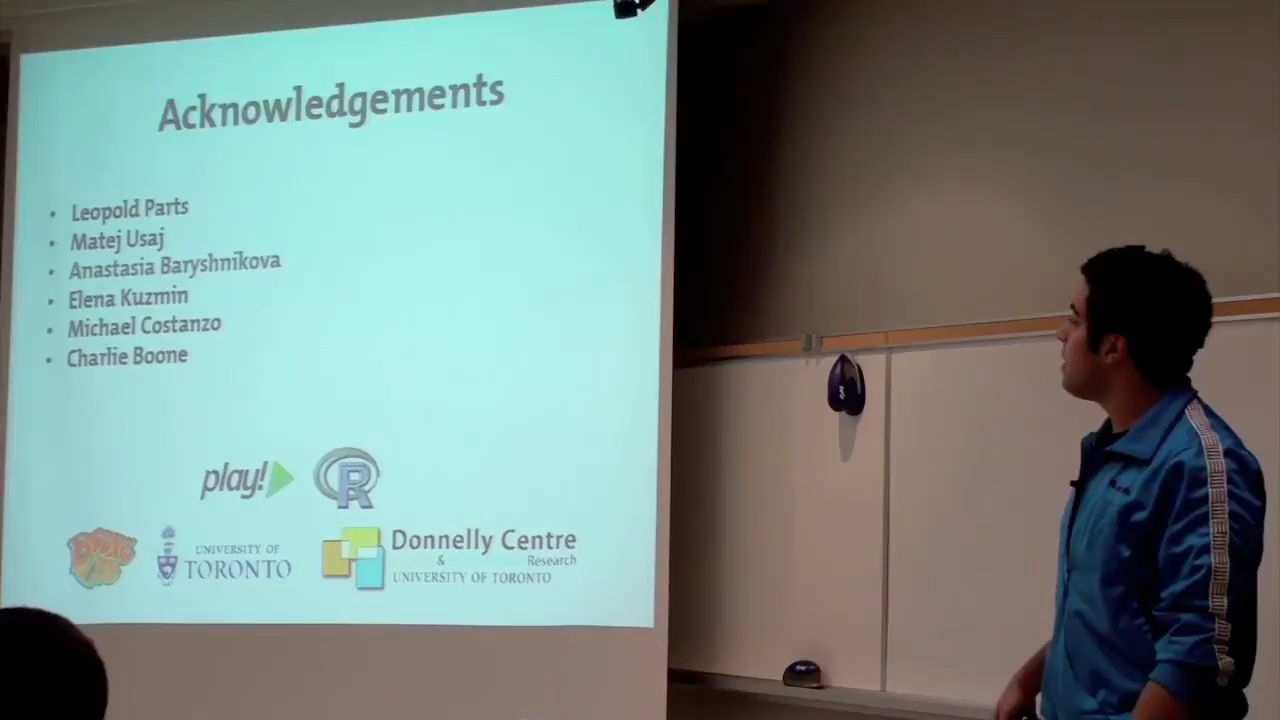 Acknowledgements
• Leopold Parts
• Matej Usaj
• Anastasia Baryshnikova
• Elena Kuzmin
• Michael Costanzo
• Charlie Boone
play!
R
UNIVERSITY OF
TORONTO
Donnelly Centre
& Research
UNIVERSITY OF TORONTO